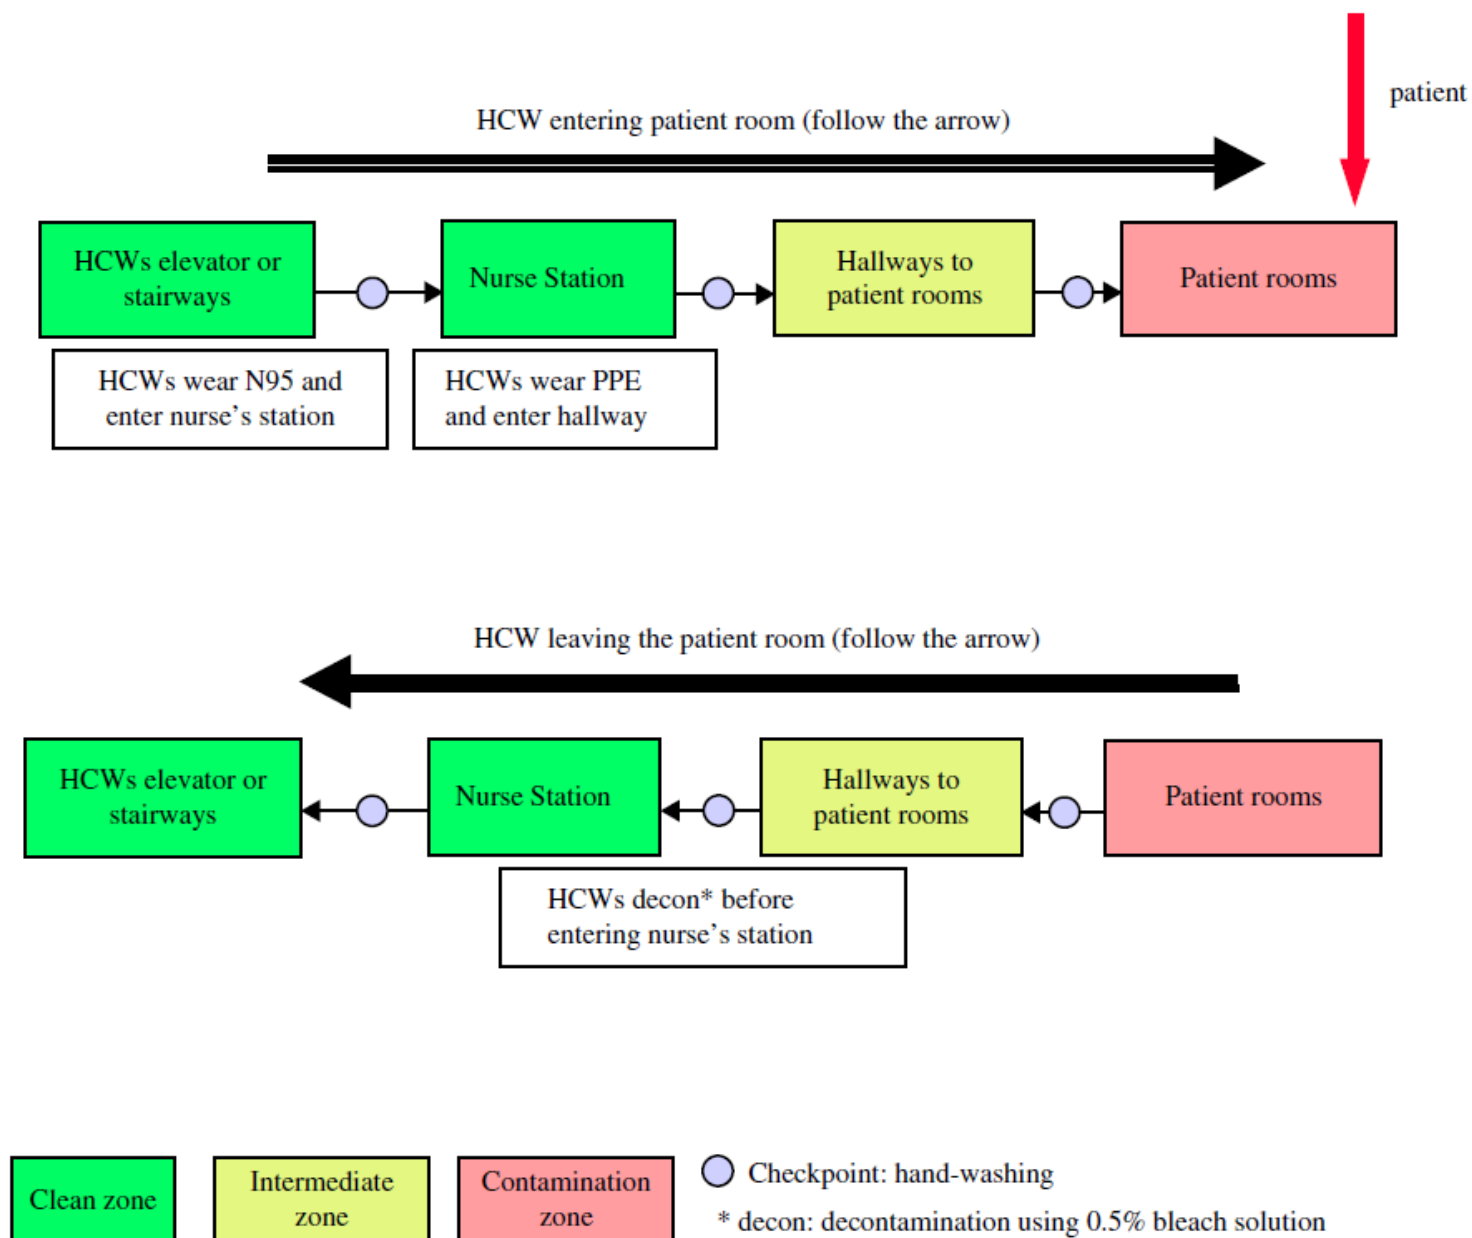 patient
HCW entering patient room (follow the arrow)
HCWs elevator or
stairways
Nurse Station
Hallways to
patient rooms
Patient rooms
HCWs wear N95 and
enter nurse’s station
HCWs wear PPE
and enter hallway
HCW leaving the patient room (follow the arrow)
HCWs elevator or
stairways
Nurse Station
Hallways to
patient rooms
Patient rooms
HCWs decon* before
entering nurse’s station
Clean zone
Intermediate
zone
Contamination
zone
Checkpoint: hand-washing
* decon: decontamination using 0.5% bleach solution